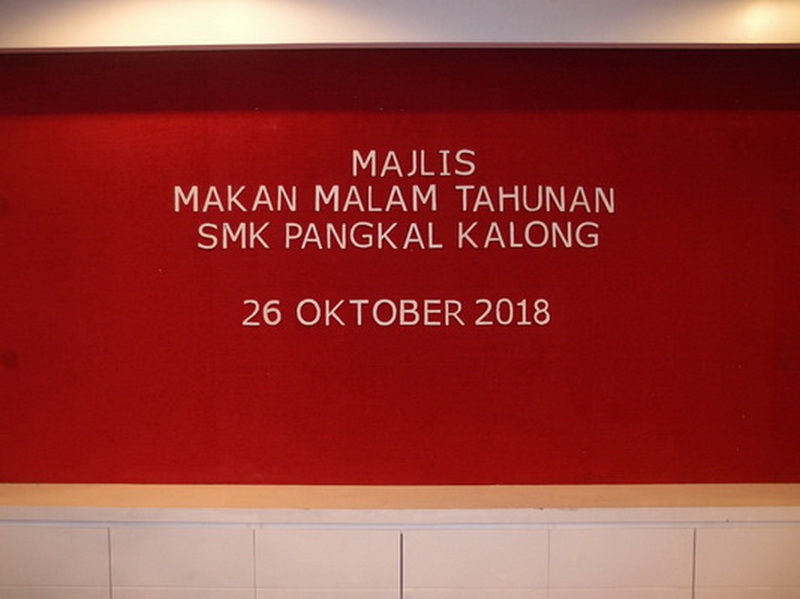 MAJLIS
MAKAN MALAM TAHUNAN
SMK PANGKAL KALONG
26 OKTOBER 2018